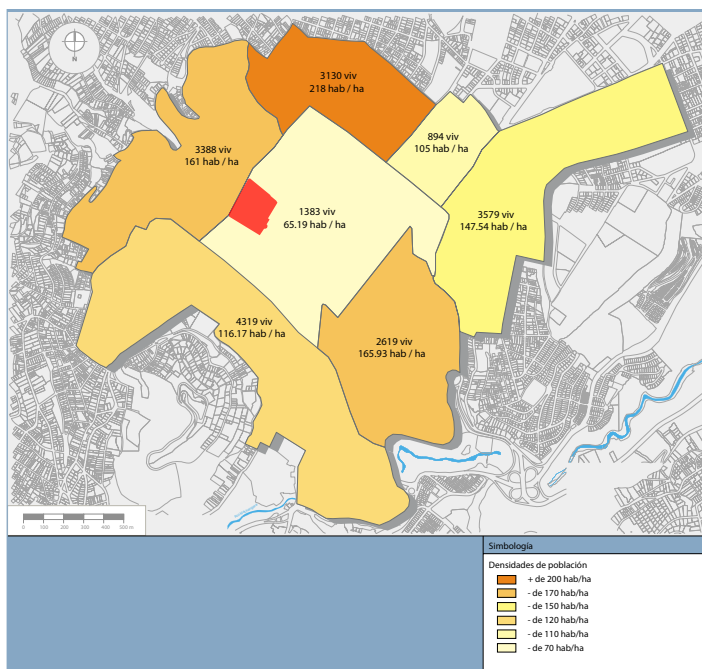 N
3130 viv
218 hab / ha
894 viv
105 hab / ha
3388 viv
161 hab / ha
1383 viv
65.19 hab / ha
3579 viv
147.54 hab / ha
4319 viv
116.17 hab / ha
2619 viv
165.93 hab / ha
0 100 200 300 400 500 m
Simbología
Densidades de población
+ de 200 hab/ha
- de 170 hab/ha
- de 150 hab/ha
- de 120 hab/ha
- de 110 hab/ha
- de 70 hab/ha